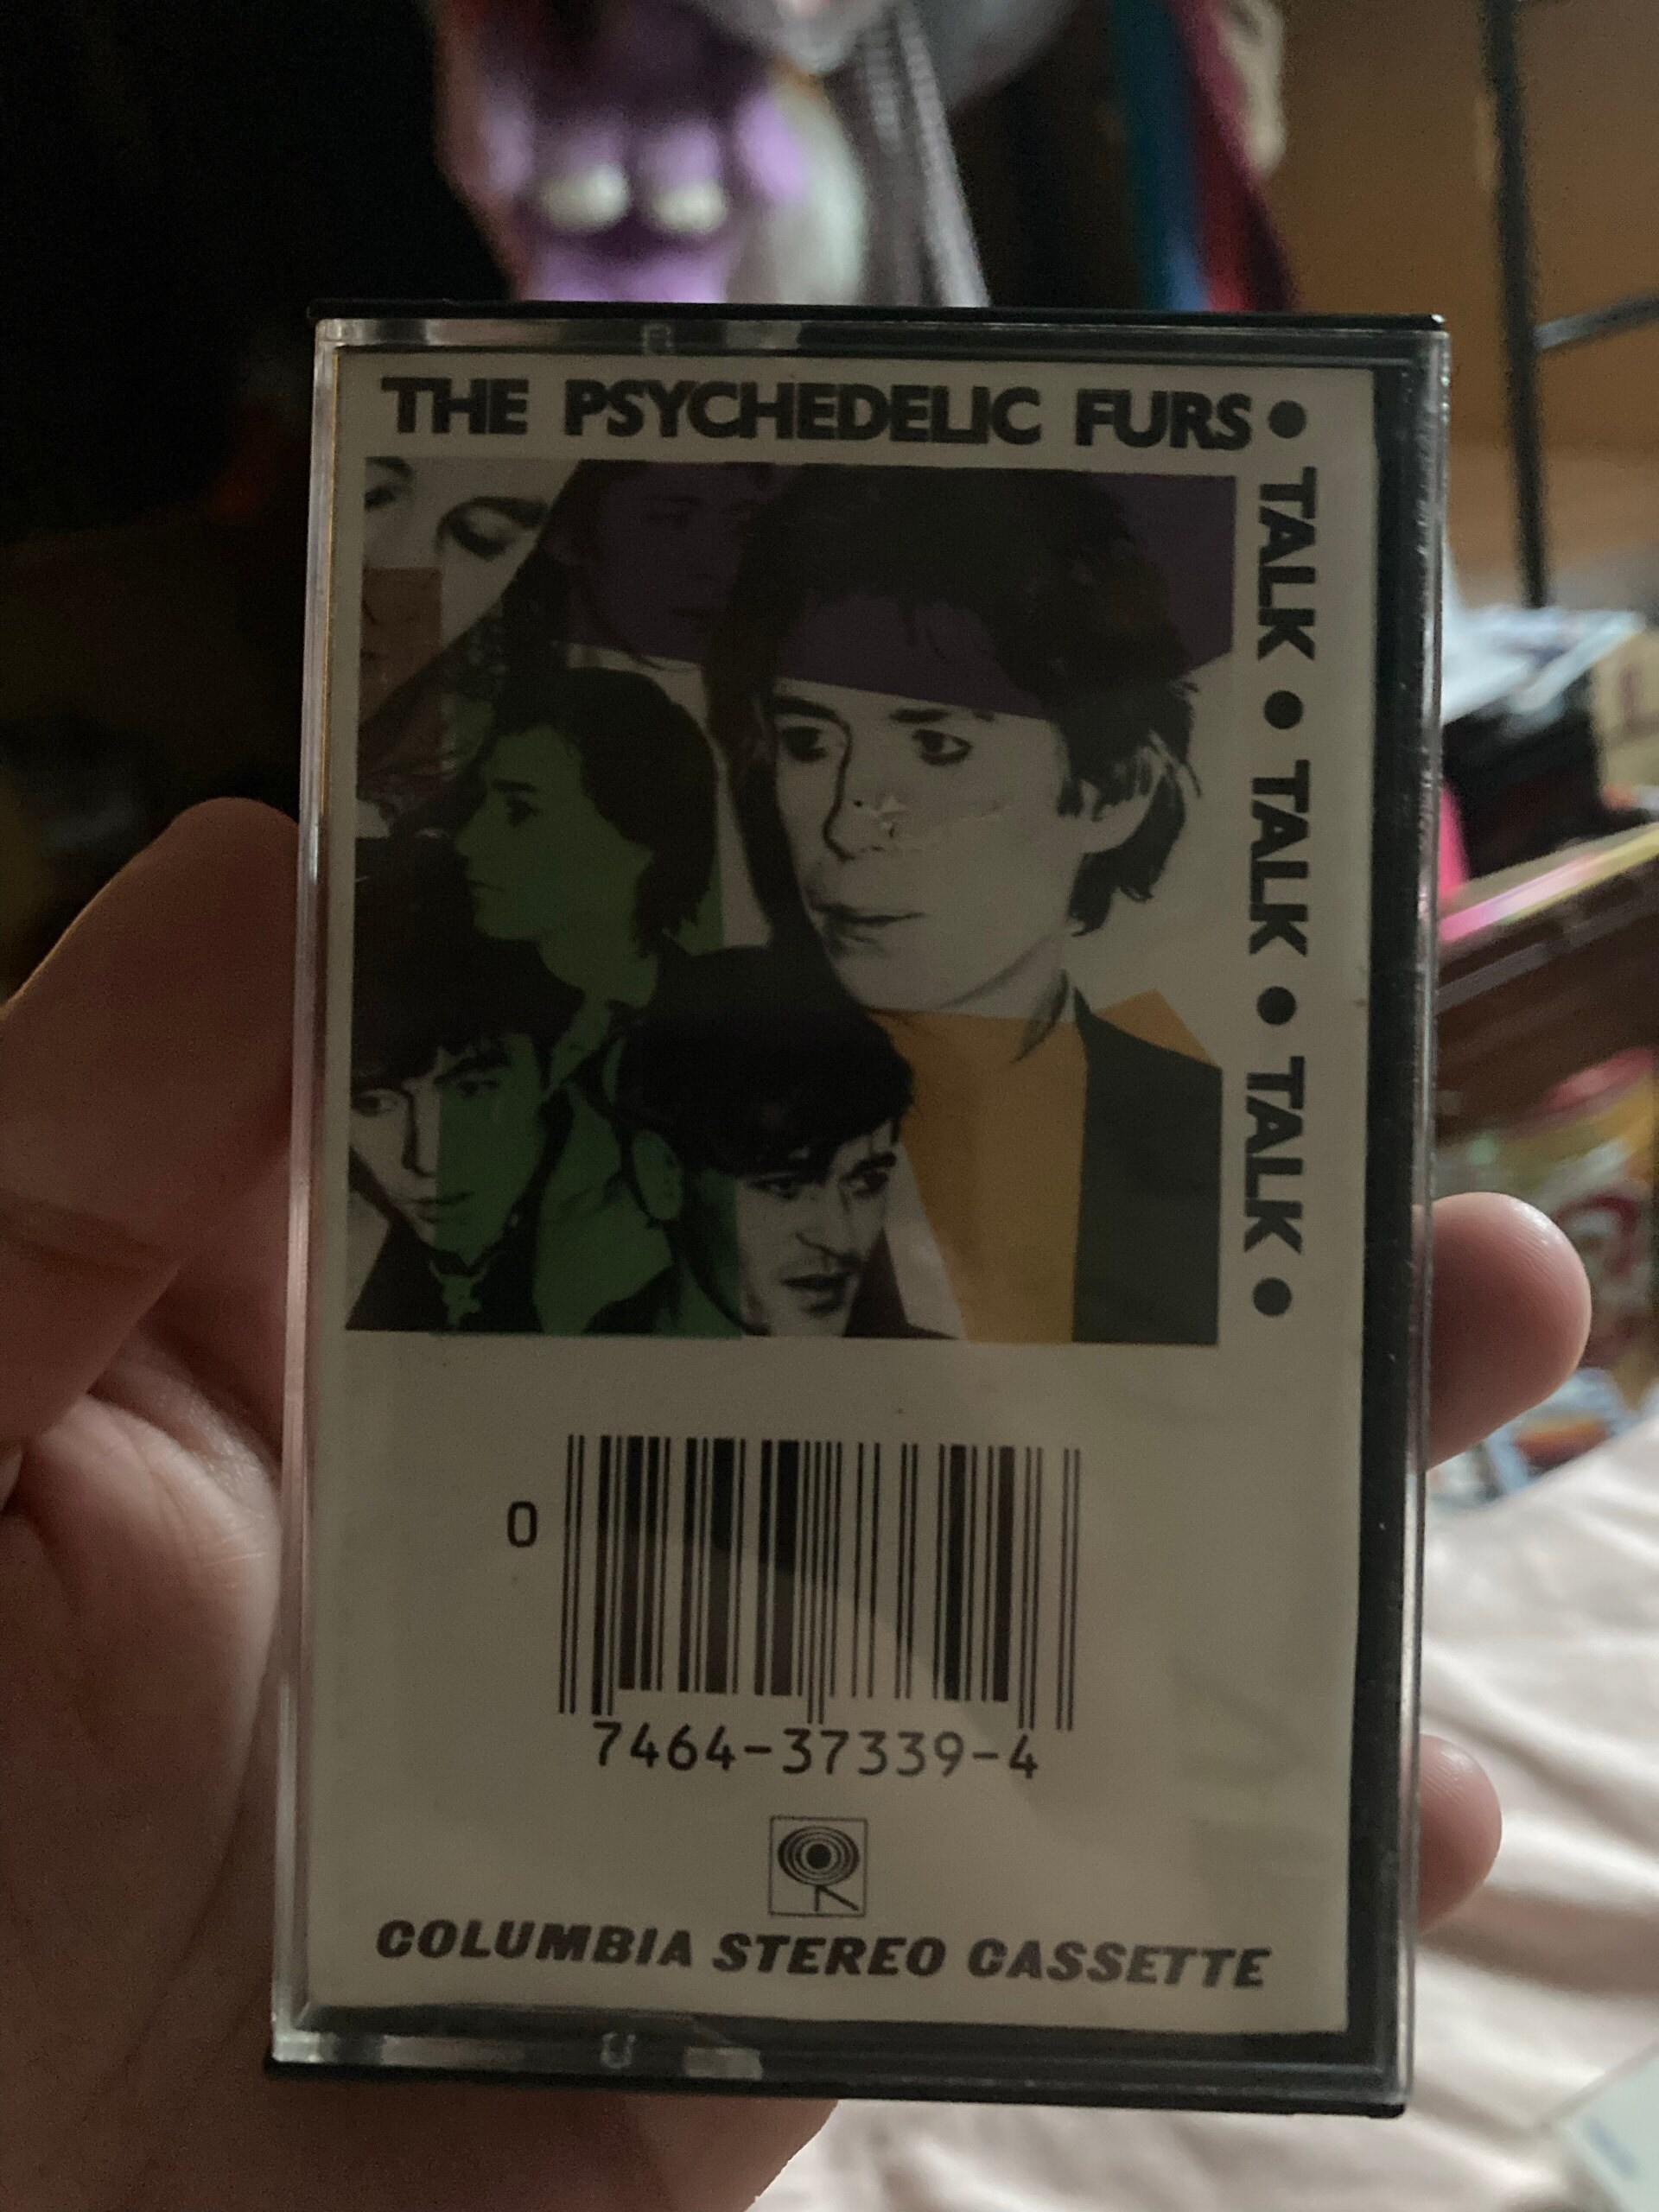 THE PSYCHEDELIC FURS •
TALK • TALK • TALK •
0
7464-37339-4
COLUMBIA STEREO CASSETTE